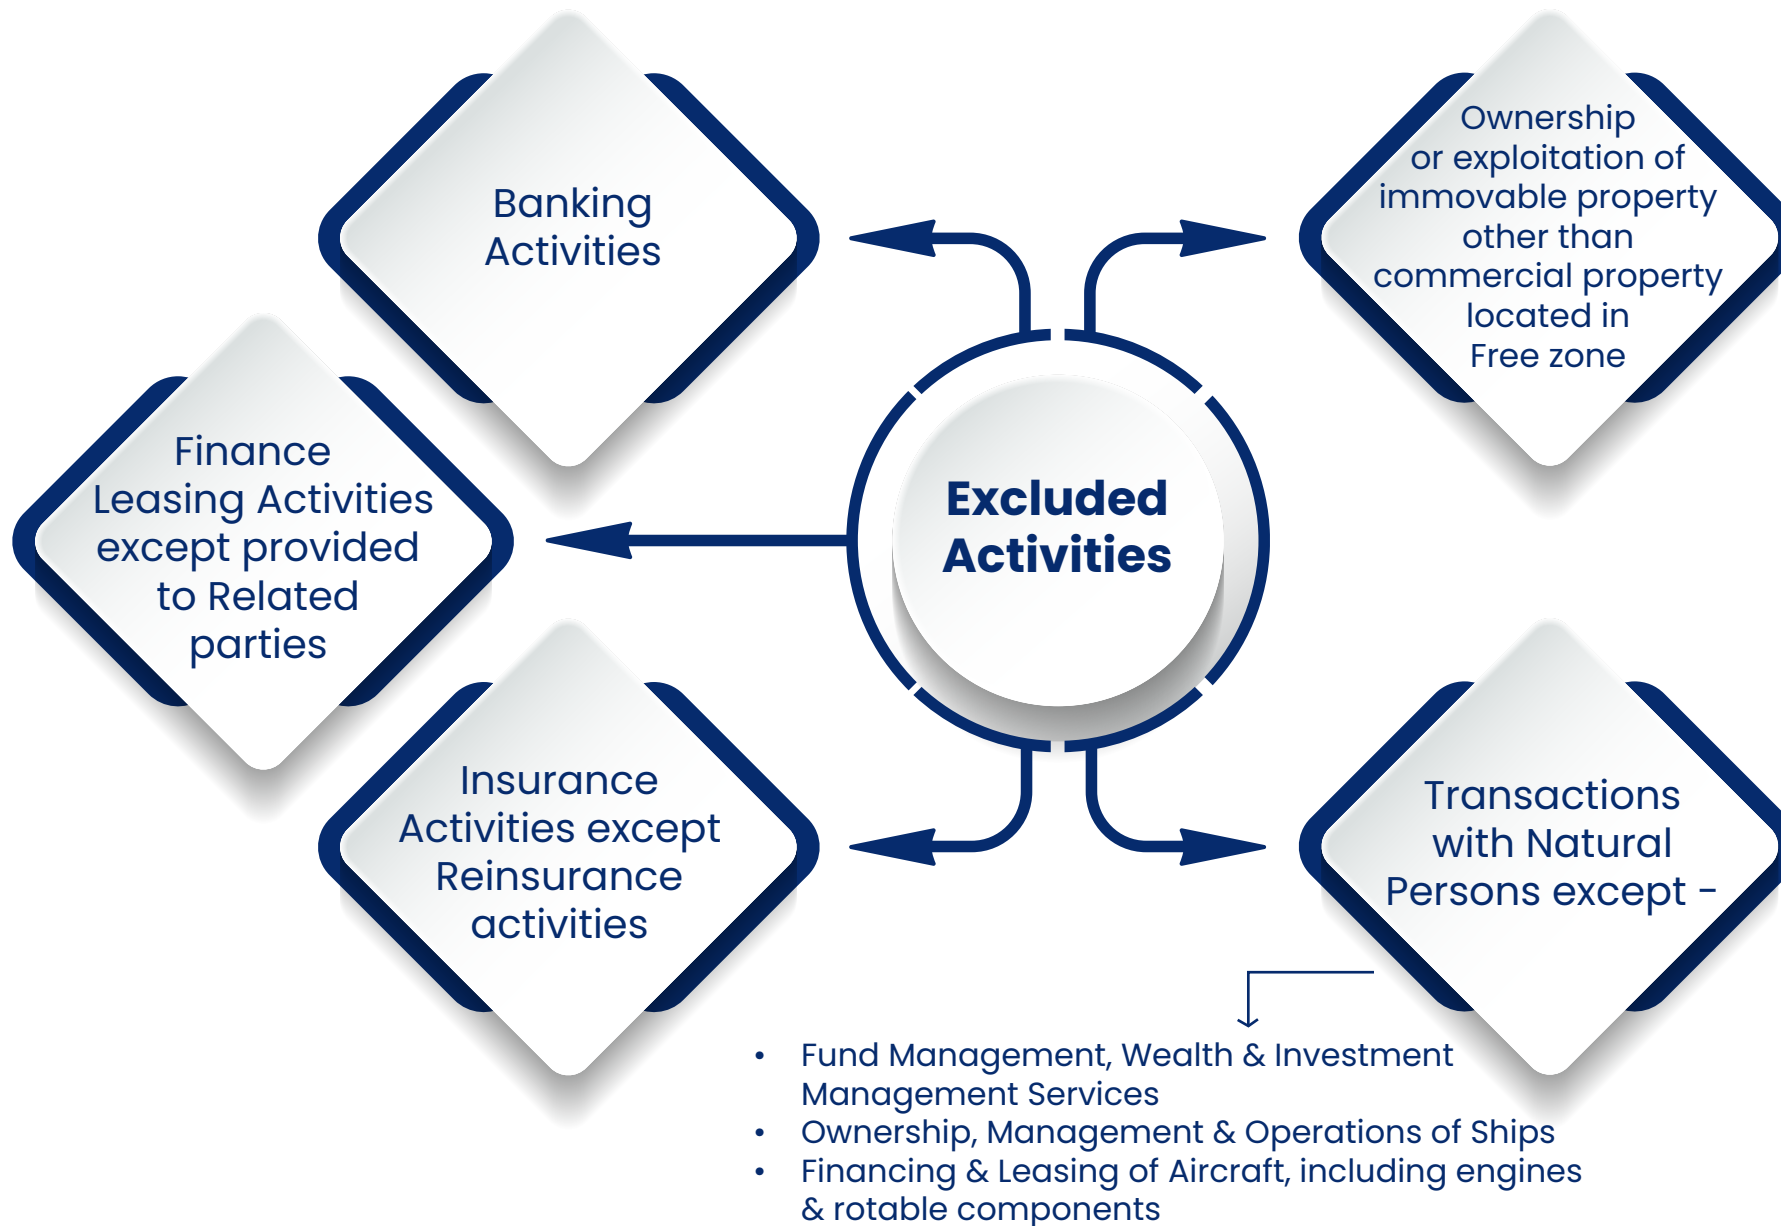 Banking
Activities
Ownership
or exploitation of
immovable property
other than
commercial property
located in
Free zone
Finance
Leasing Activities
except provided
to Related
parties
Excluded
Activities
Insurance
Activities except
Reinsurance
activities
Transactions
with Natural
Persons except -
• Fund Management, Wealth & Investment
Management Services
• Ownership, Management & Operations of Ships
• Financing & Leasing of Aircraft, including engines
& rotable components